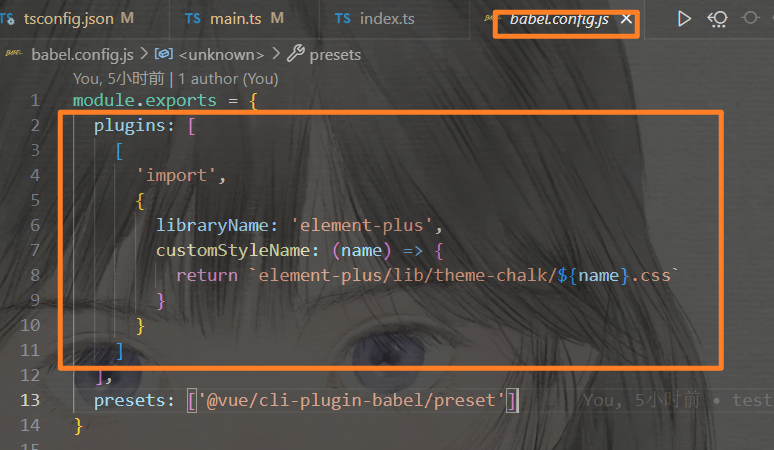 TS tsconfig.json M TS main.ts M TS index.ts BABEL babel.config.js
BABEL babel.config.js > <unknown> > presets
You, 5小时前 | 1 author (You)
1 module.exports = {
2 plugins: [
3 [
4 'import',
5 {
6 libraryName: 'element-plus',
7 customStyleName: (name) => {
8 return `element-plus/lib/theme-chalk/${name}.css`
9 }
10 }
11 ]
12 ],
13 presets: ['@vue/cli-plugin-babel/preset'] You, 5小时前 • test
14 }
15